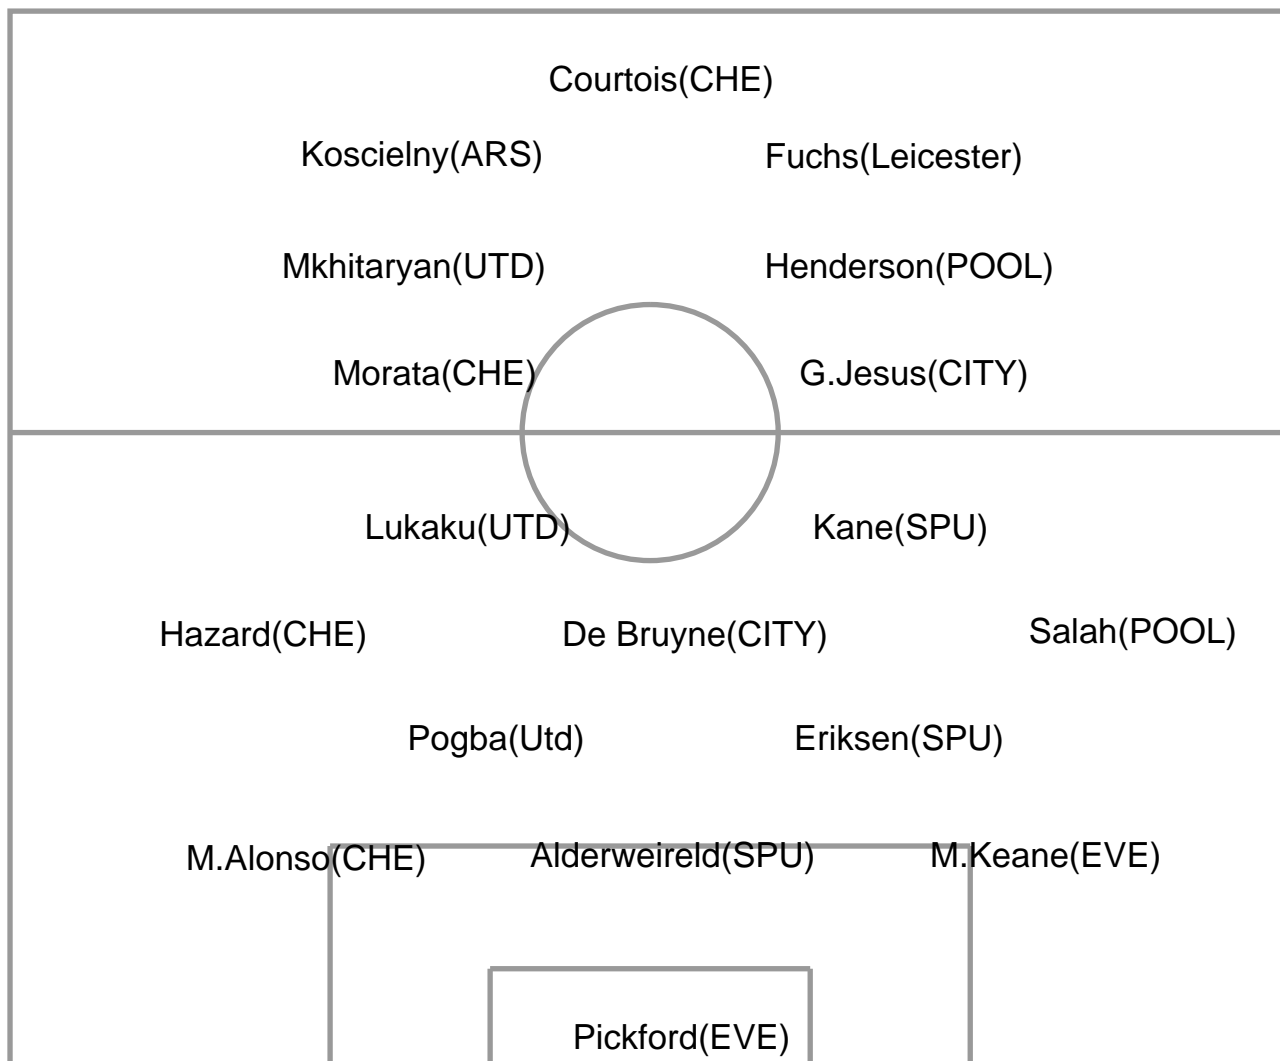 Courtois(CHE)
Koscielny(ARS) Fuchs(Leicester)
Mkhitaryan(UTD) Henderson(POOL)
Morata(CHE) G.Jesus(CITY)
Lukaku(UTD) Kane(SPU)
Hazard(CHE) De Bruyne(CITY) Salah(POOL)
Pogba(Utd) Eriksen(SPU)
M.Alonso(CHE) Alderweireld(SPU) M.Keane(EVE)
Pickford(EVE)